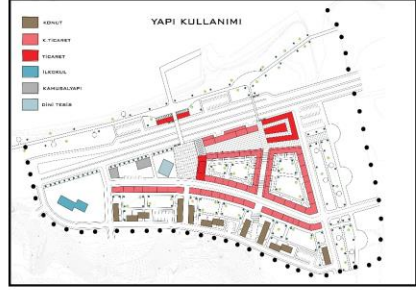 YAPI KULLANIMI
KONUT
K.TİCARET
TİCARET
İLKOKUL
KAMUSALYAPI
DİNİ TESİS